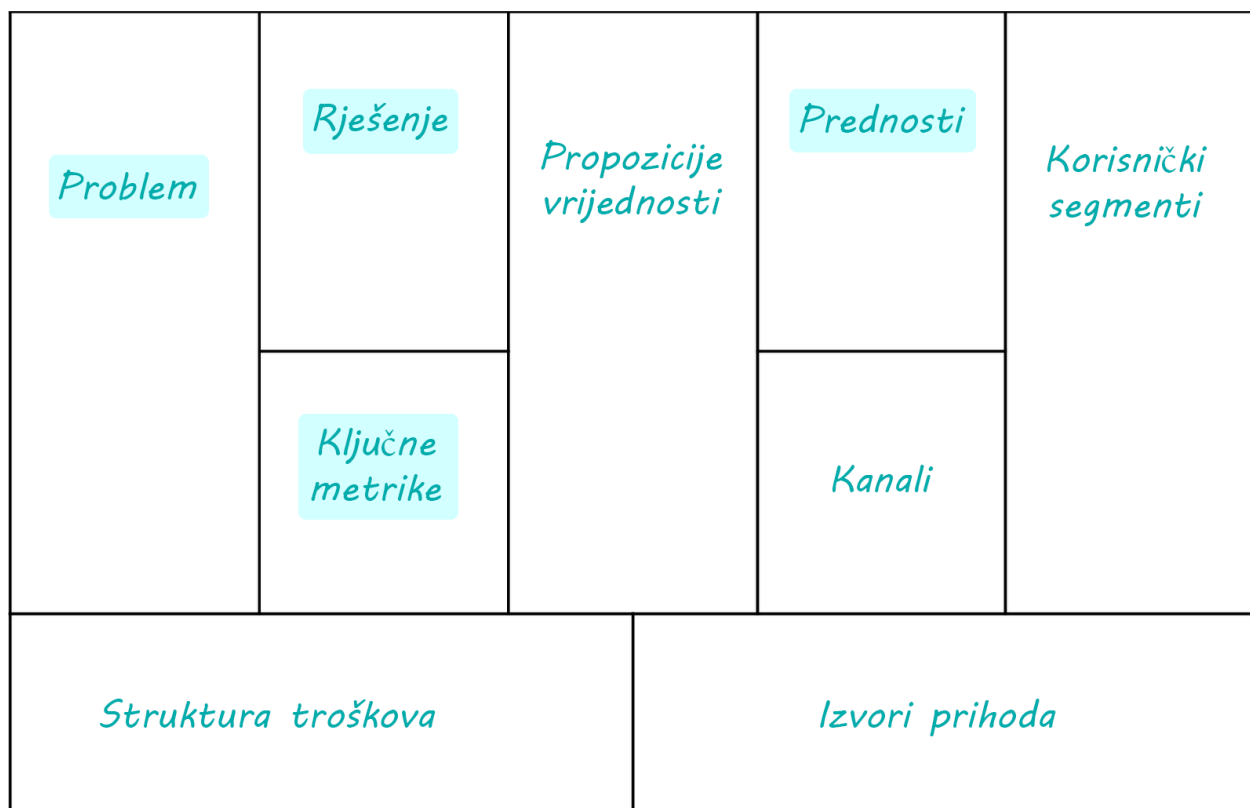 Problem
Rješenje
Ključne
metrike
Propozicije
vrijednosti
Prednosti
Kanali
Korisnički
segmenti
Struktura troškova
Izvori prihoda